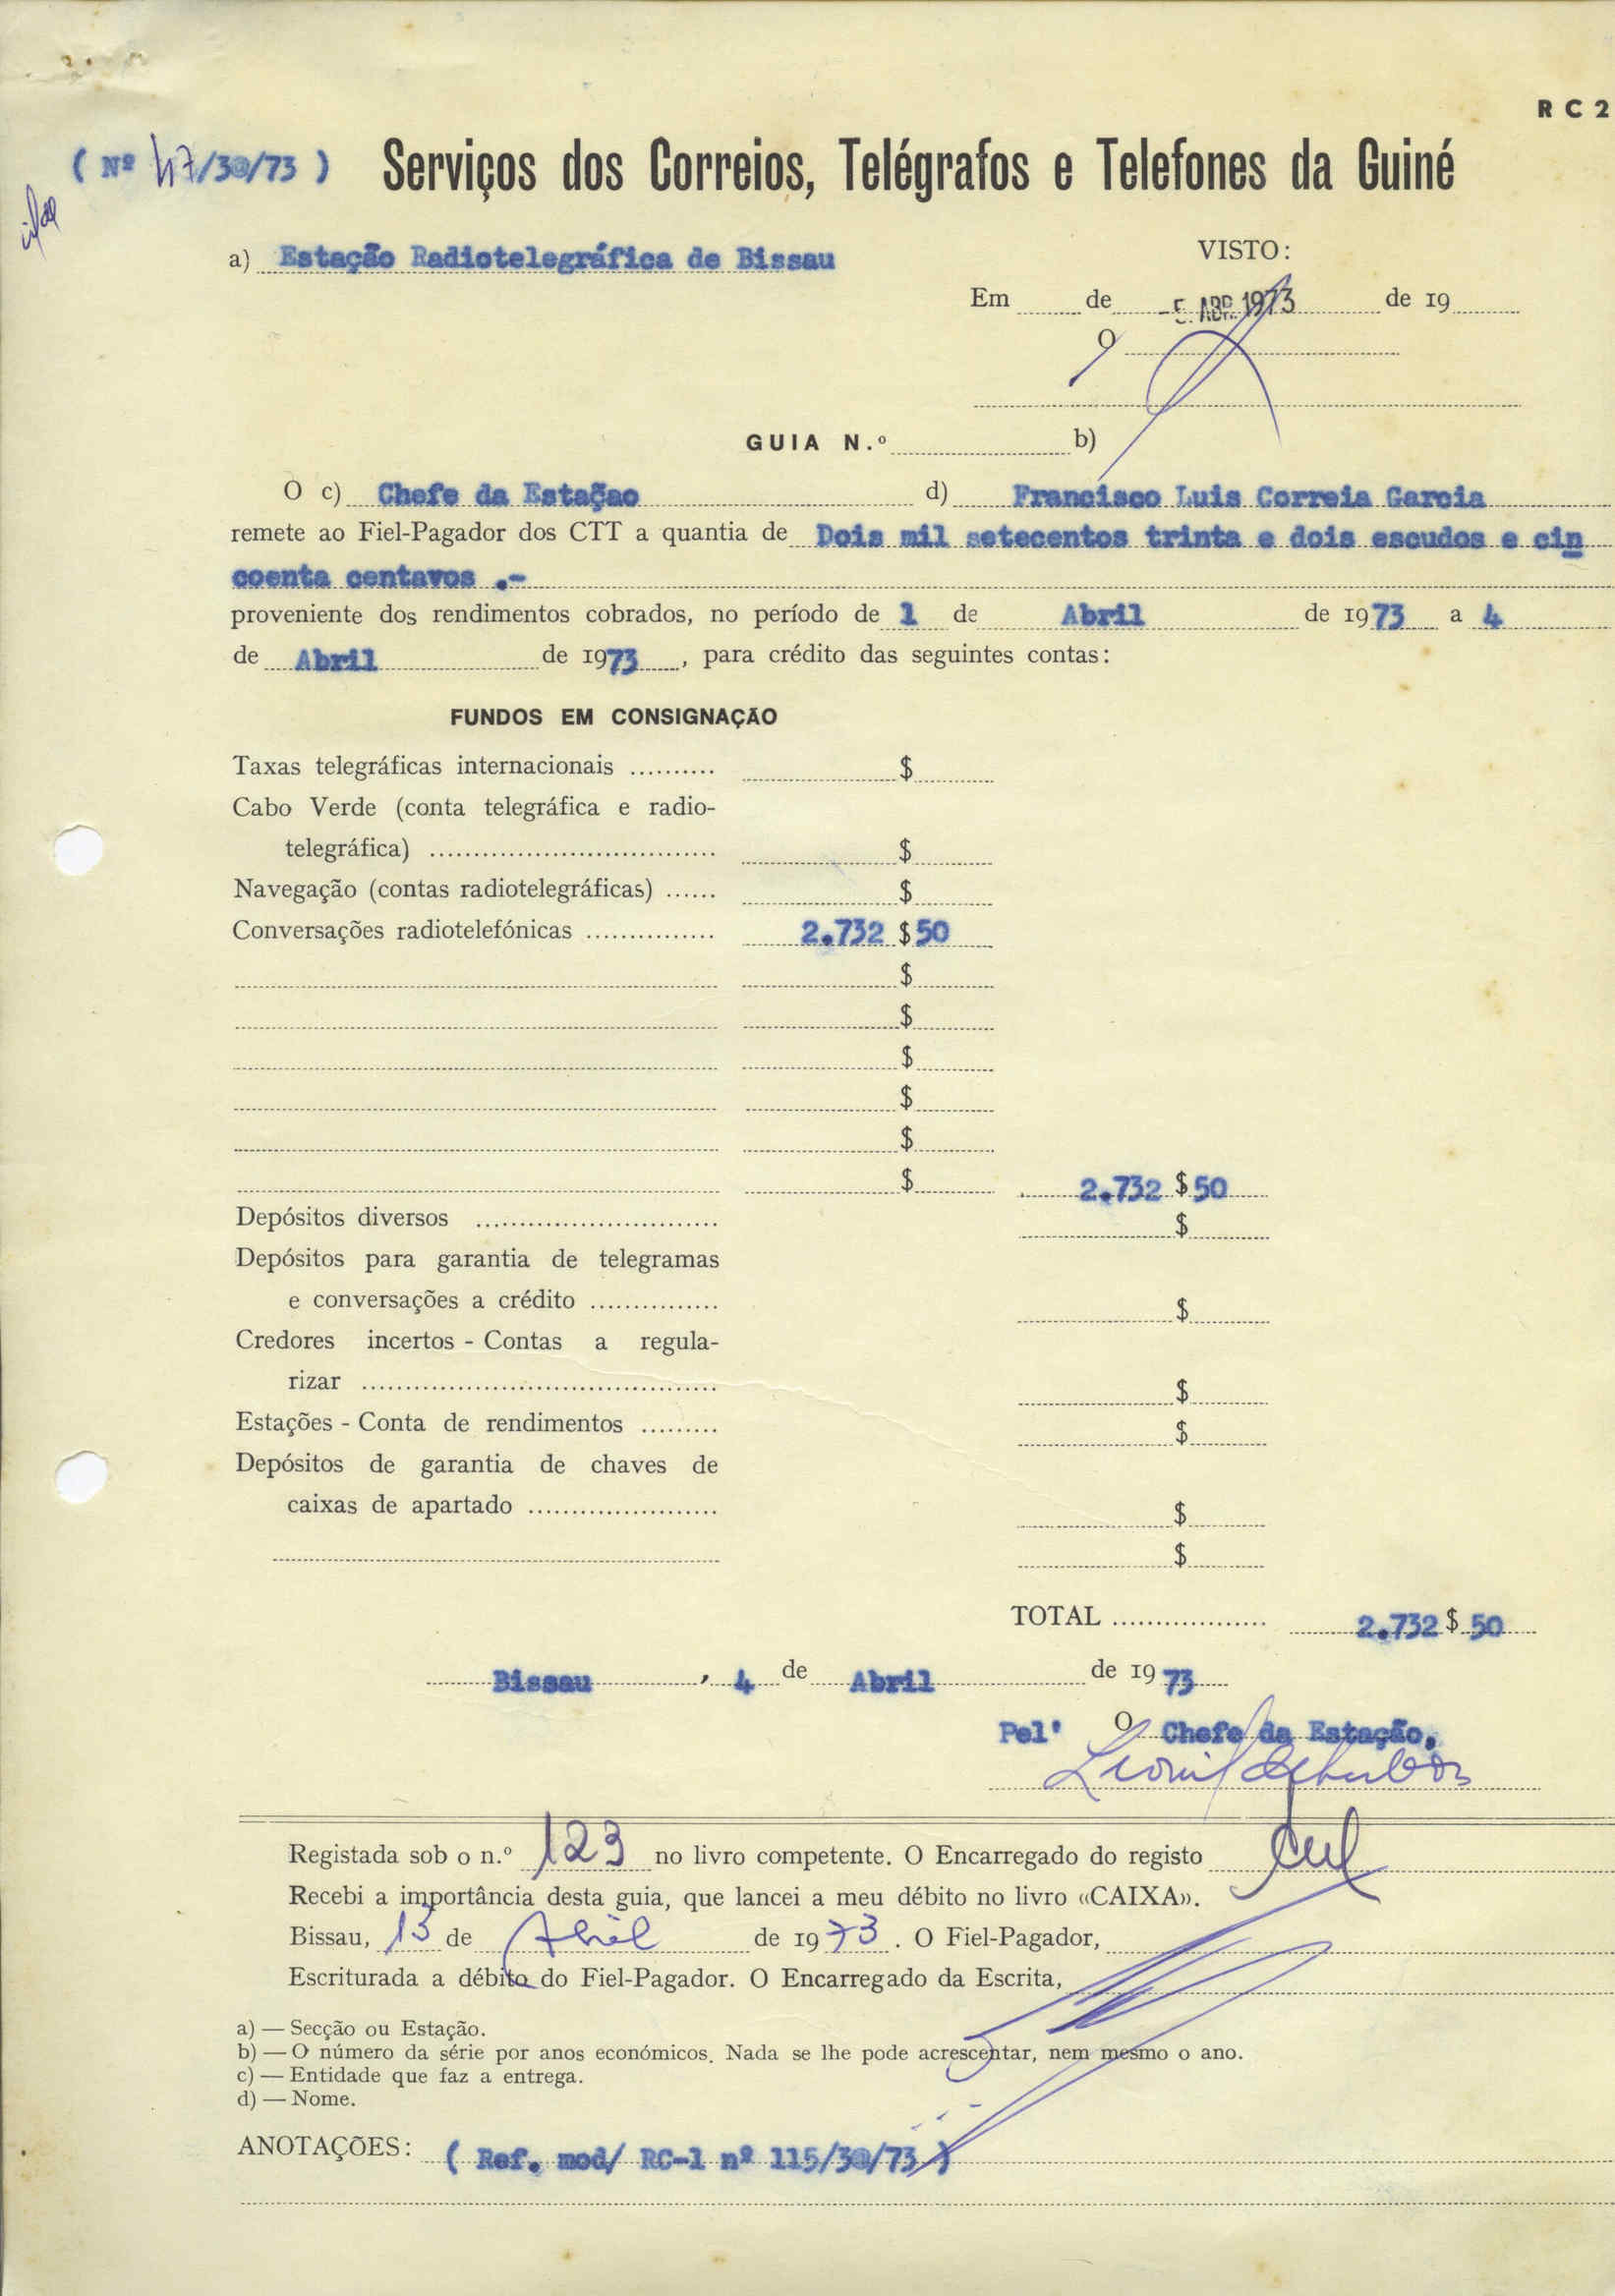 R C 2
( Nº 47/3@/73 ) Serviços dos Correios, Telégrafos e Telefones da Guiné
a) Estação Radiotelegráfica de Bissau
VISTO:
Em de -5. ABR. 1973 de 19
O
GUIA N.º b)
O c) Chefe da Estação d) Francisco Luis Correia Garcia
remete ao Fiel-Pagador dos CTT a quantia de Dois mil setecentos trinta e dois escudos e cin
coenta centavos .-
proveniente dos rendimentos cobrados, no período de 1 de Abril de 1973 a 4
de Abril de 1973 , para crédito das seguintes contas:
FUNDOS EM CONSIGNAÇÃO
Taxas telegráficas internacionais .......... $
Cabo Verde (conta telegráfica e radio-
telegráfica) ................................. $
Navegação (contas radiotelegráficas) ...... $
Conversações radiotelefónicas ............... 2.732 $ 50
$
$
$
$
$
$ 2.732 $ 50
Depósitos diversos ............................ $
Depósitos para garantia de telegramas
e conversações a crédito ............... $
Credores incertos - Contas a regula-
rizar ......................................... $
Estações - Conta de rendimentos ......... $
Depósitos de garantia de chaves de
caixas de apartado ...................... $
$
TOTAL .................. 2.732 $ 50
Bissau , 4 de Abril de 1973
Pel' O Chefe da Estação,
Registada sob o n.º 123 no livro competente. O Encarregado do registo
Recebi a importância desta guia, que lancei a meu débito no livro «CAIXA».
Bissau, 13 de Abril de 1973 . O Fiel-Pagador,
Escriturada a débito do Fiel-Pagador. O Encarregado da Escrita,
a) — Secção ou Estação.
b) — O número da série por anos económicos. Nada se lhe pode acrescentar, nem mesmo o ano.
c) — Entidade que faz a entrega.
d) — Nome.
ANOTAÇÕES: ( Ref. mod/ RC-1 nº 115/3@/73 )